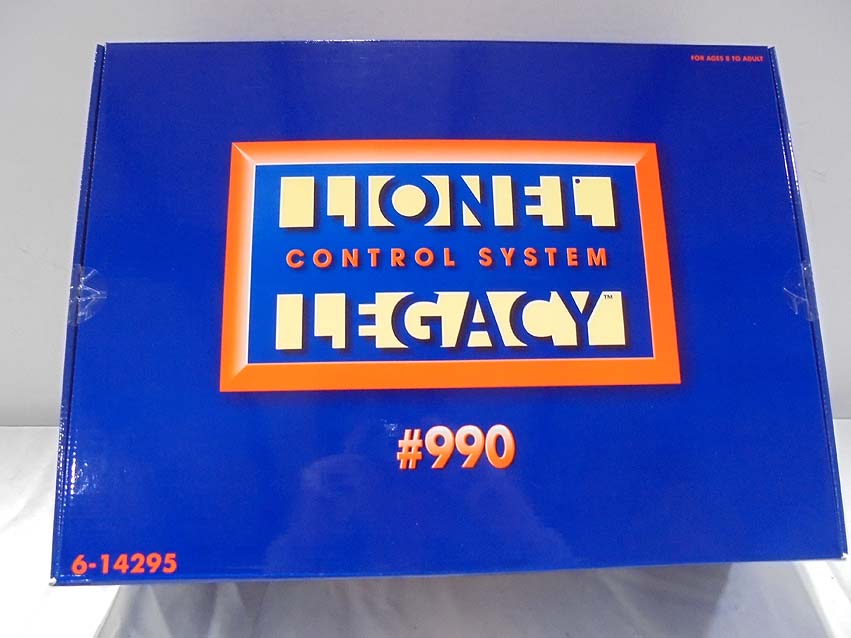 FOR AGES 8 TO ADULT
LIONEL
CONTROL SYSTEM
LEGACY™
#990
6-14295